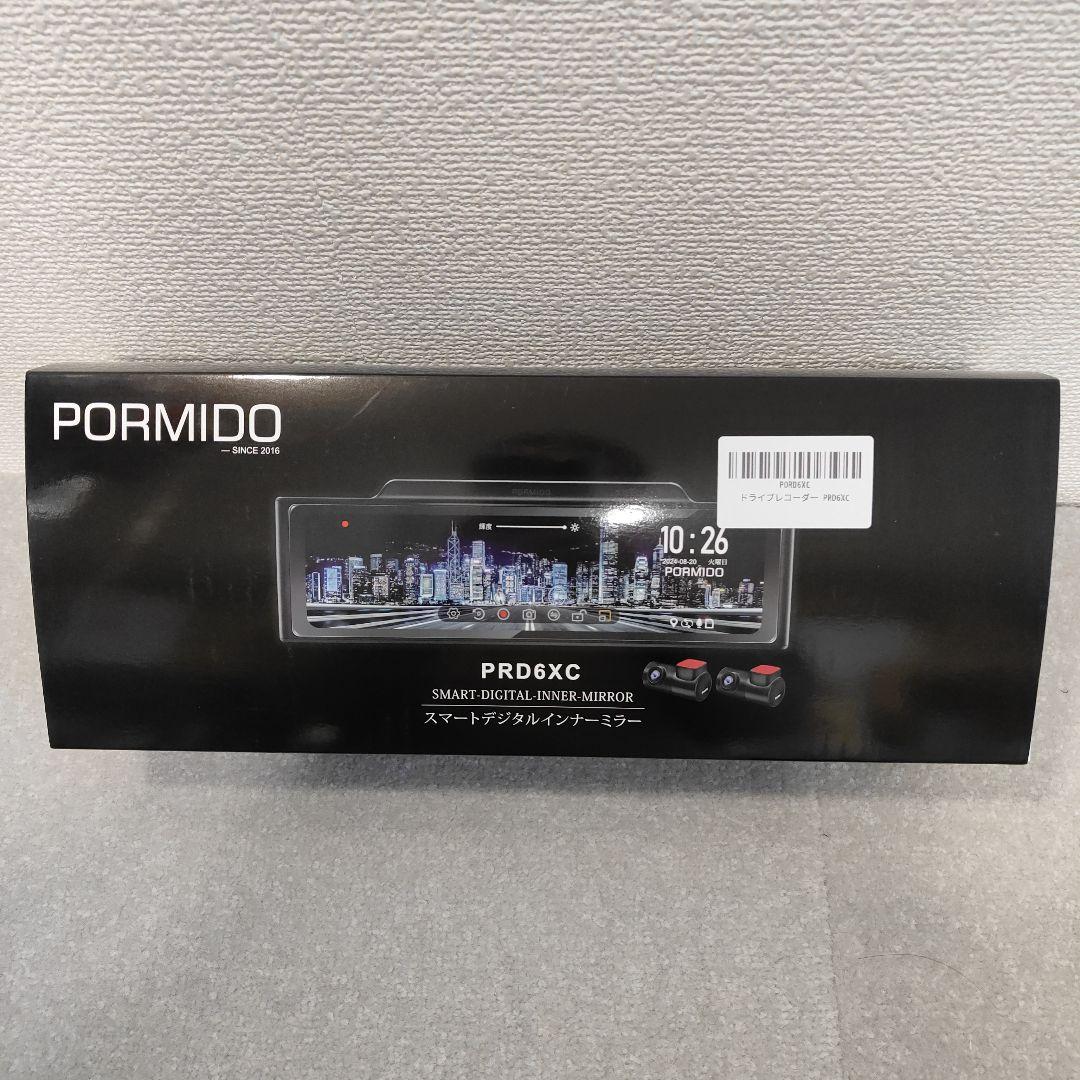 PORMIDO
— SINCE 2016
PORD6XC
ドライブレコーダー PRD6XC
PORMIDO
輝度
10:26
2024-08-20 火曜日
PORMIDO
PRD6XC
SMART-DIGITAL-INNER-MIRROR
スマートデジタルインナーミラー